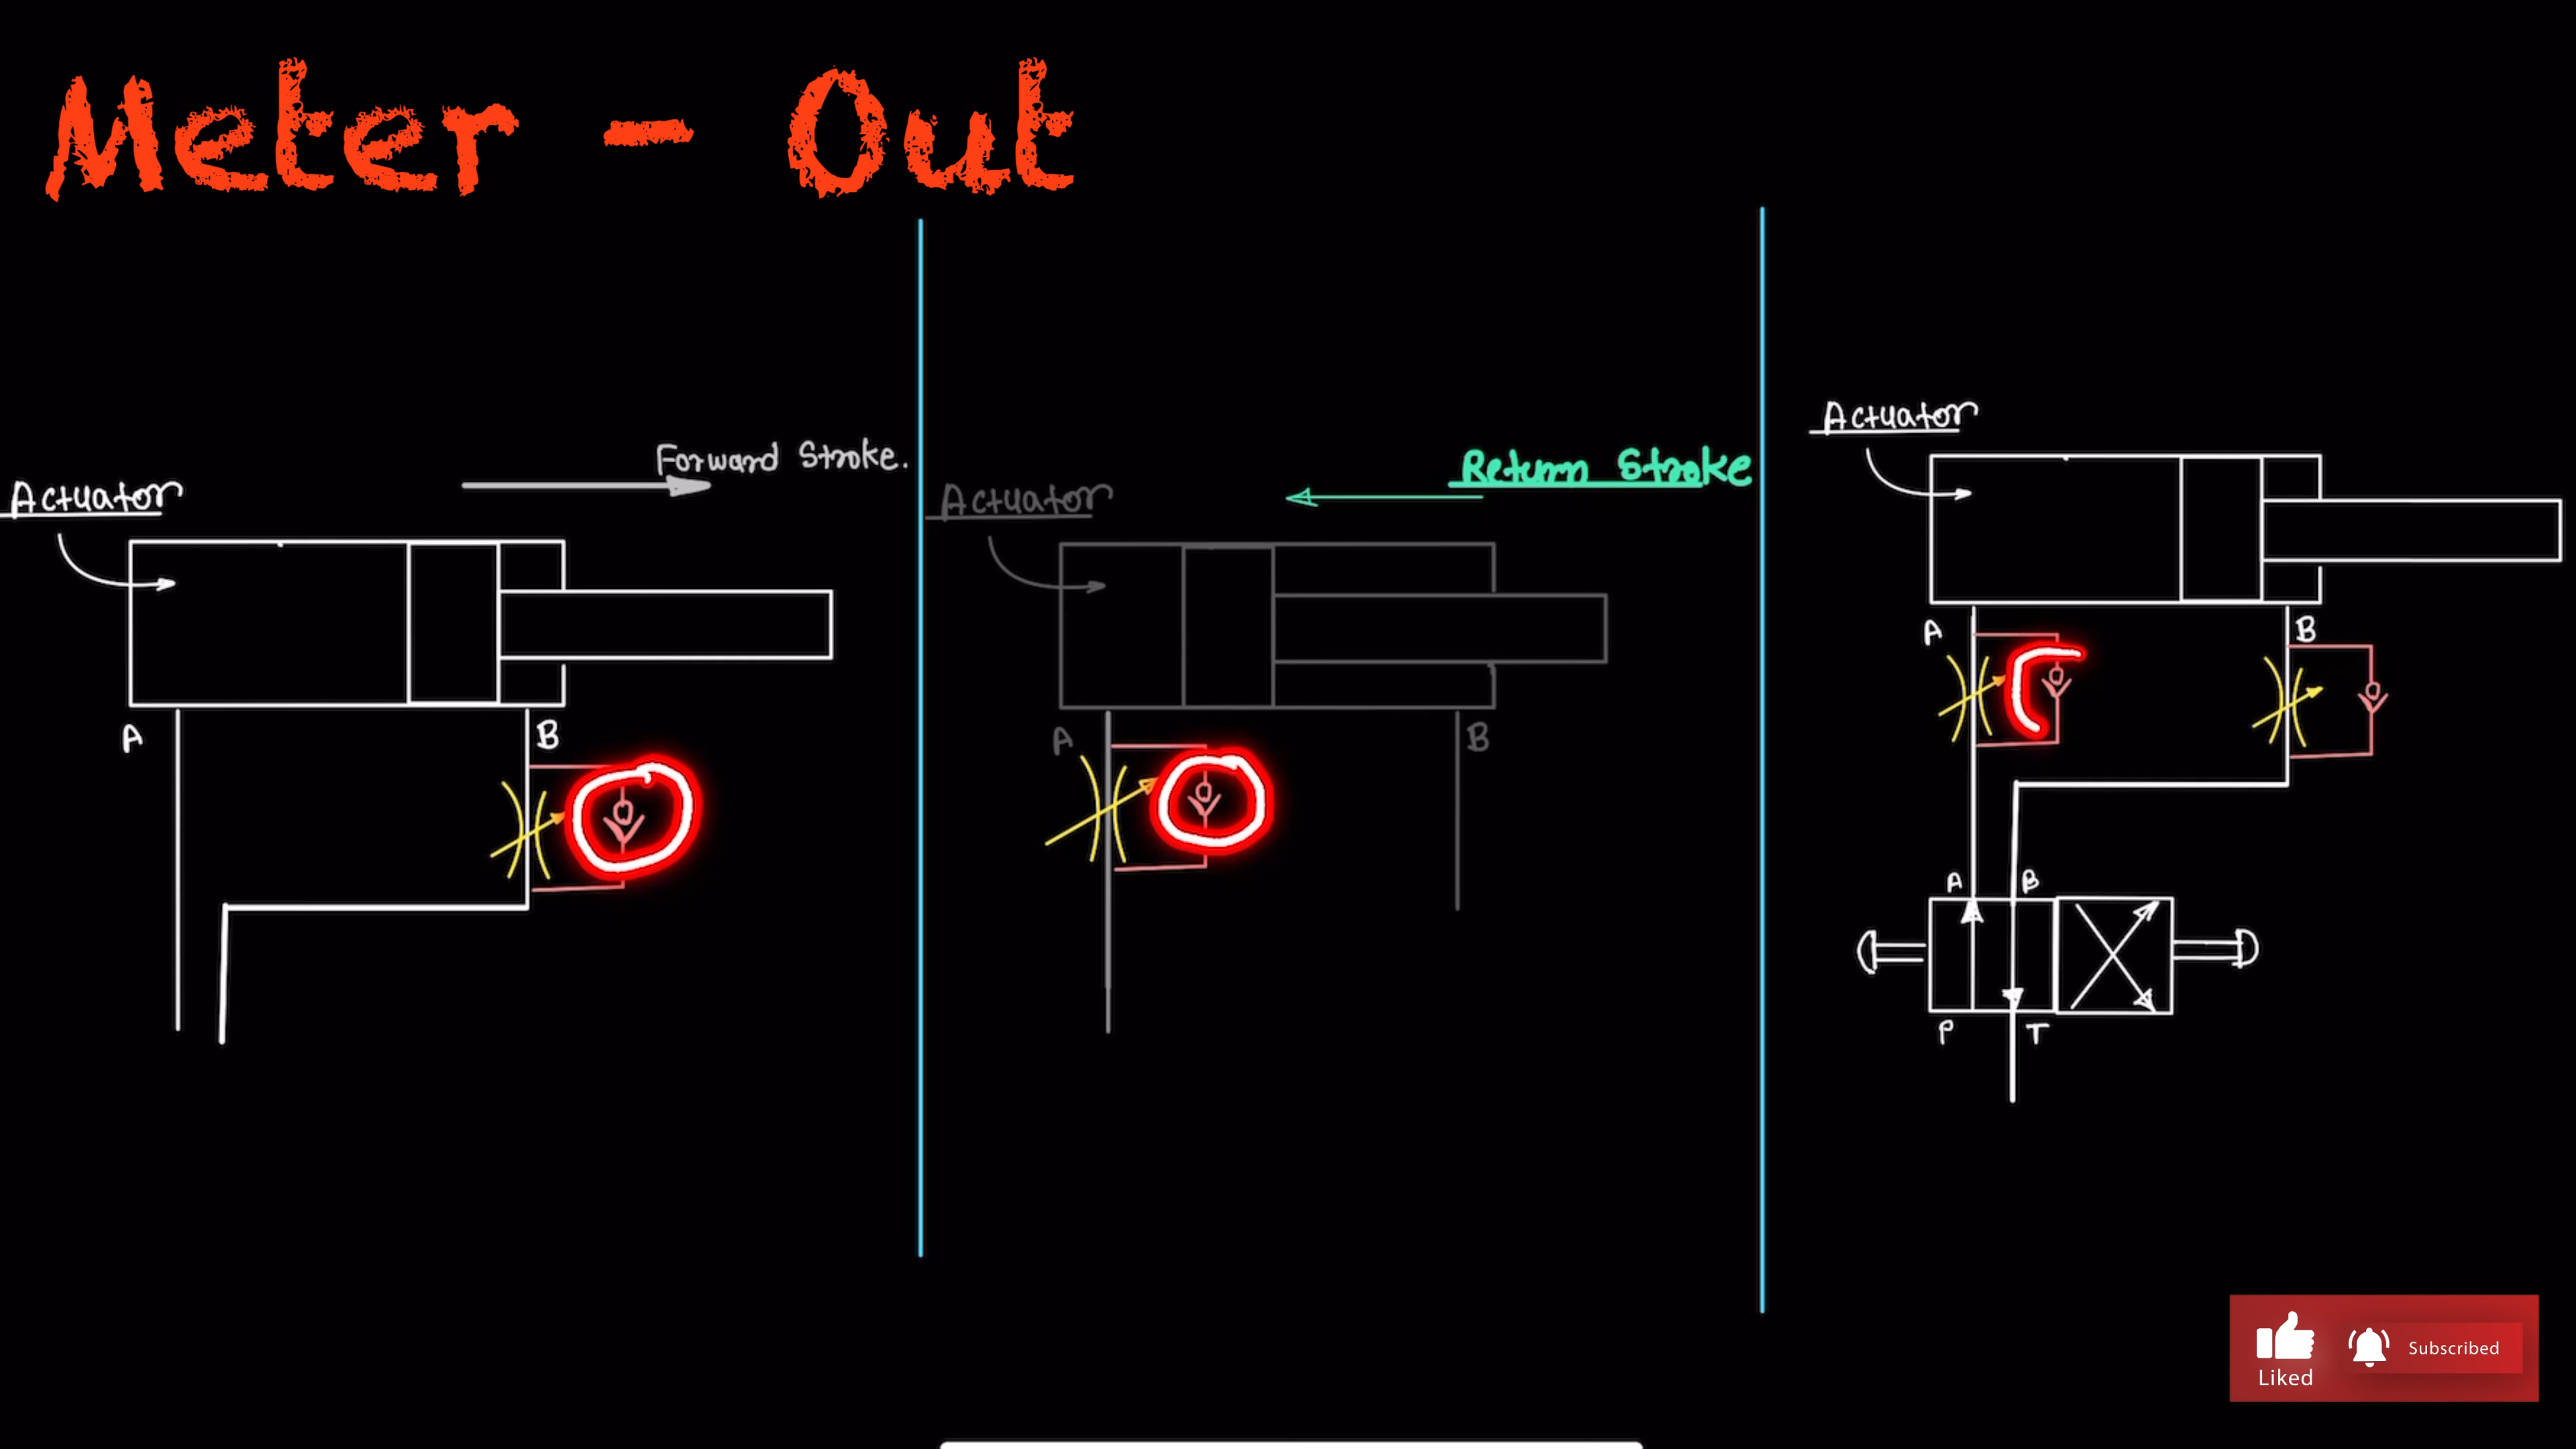 Meter - Out
Forward Stroke.
Actuator
A
B
Return Stroke
Actuator
A
B
Actuator
A
B
A
B
P
T
Liked
Subscribed